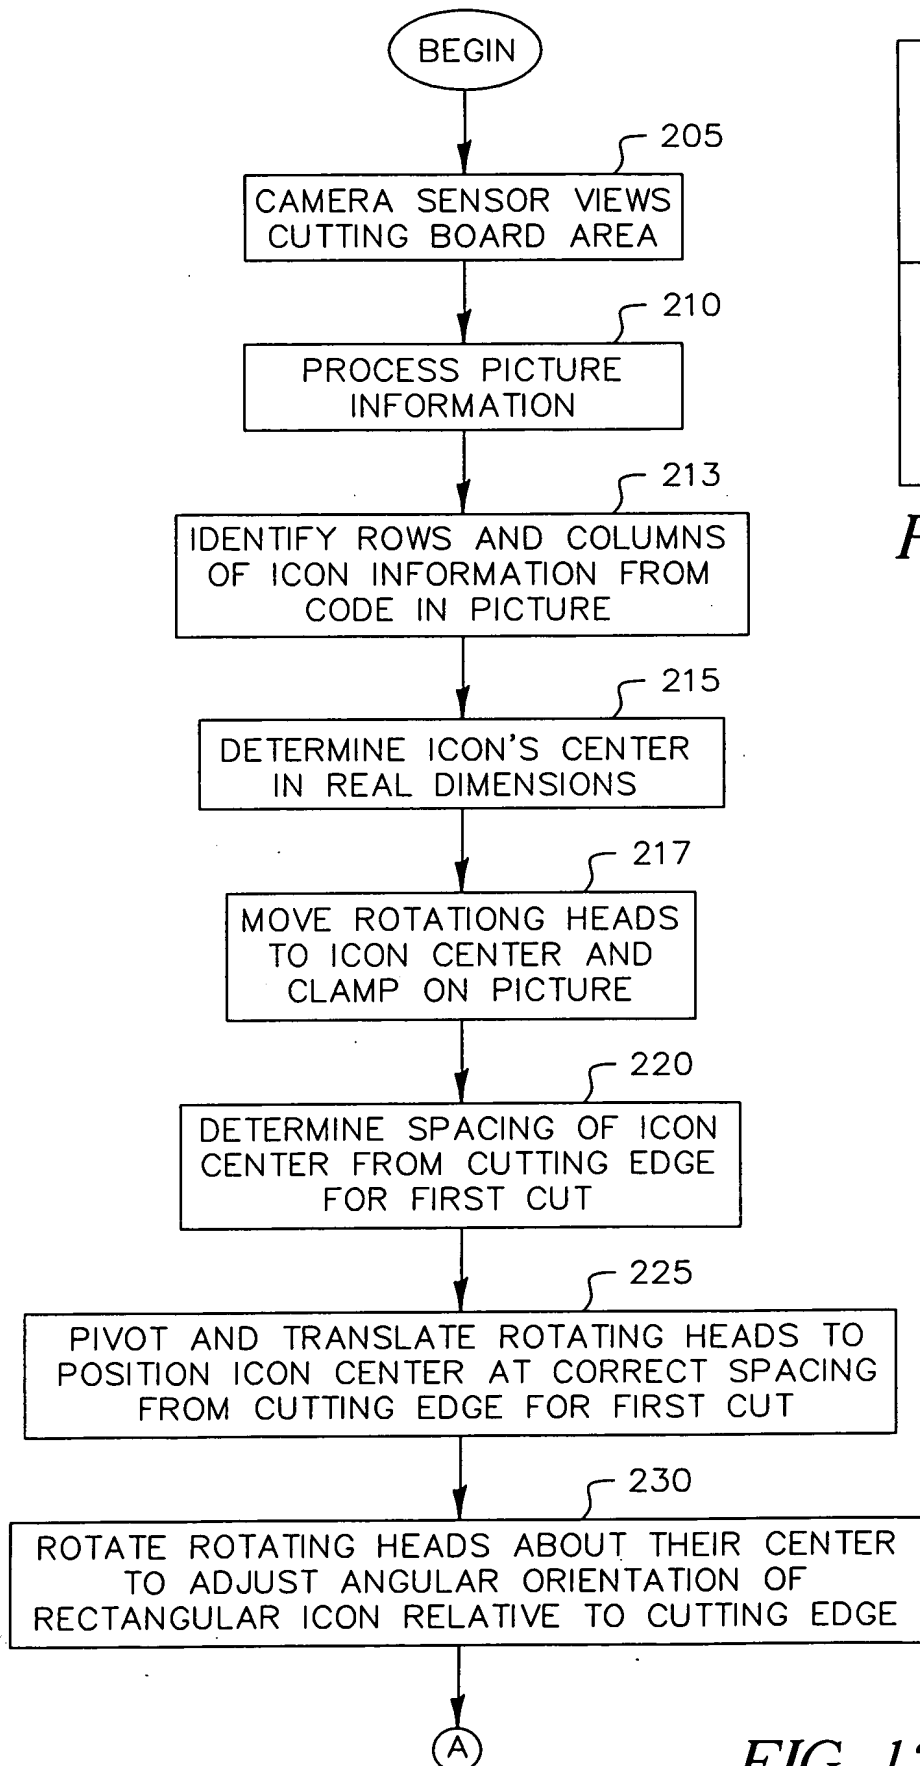 BEGIN
205
CAMERA SENSOR VIEWS
CUTTING BOARD AREA
210
PROCESS PICTURE
INFORMATION
213
IDENTIFY ROWS AND COLUMNS
OF ICON INFORMATION FROM
CODE IN PICTURE
215
DETERMINE ICON'S CENTER
IN REAL DIMENSIONS
217
MOVE ROTATIONG HEADS
TO ICON CENTER AND
CLAMP ON PICTURE
220
DETERMINE SPACING OF ICON
CENTER FROM CUTTING EDGE
FOR FIRST CUT
225
PIVOT AND TRANSLATE ROTATING HEADS TO
POSITION ICON CENTER AT CORRECT SPACING
FROM CUTTING EDGE FOR FIRST CUT
230
ROTATE ROTATING HEADS ABOUT THEIR CENTER
TO ADJUST ANGULAR ORIENTATION OF
RECTANGULAR ICON RELATIVE TO CUTTING EDGE
A
FIG.